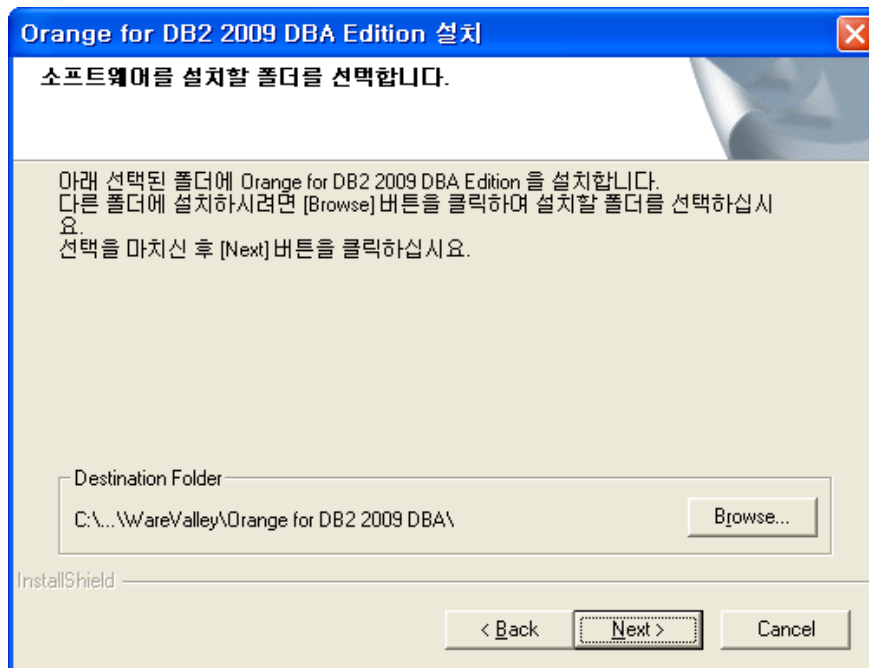 Orange for DB2 2009 DBA Edition 설치
소프트웨어를 설치할 폴더를 선택합니다.
아래 선택된 폴더에 Orange for DB2 2009 DBA Edition 을 설치합니다.
다른 폴더에 설치하시려면 [Browse] 버튼을 클릭하여 설치할 폴더를 선택하십시
요.
선택을 마치신 후 [Next] 버튼을 클릭하십시요.
Destination Folder
C:\...\WareValley\Orange for DB2 2009 DBA\
Browse...
InstallShield
< Back
Next >
Cancel